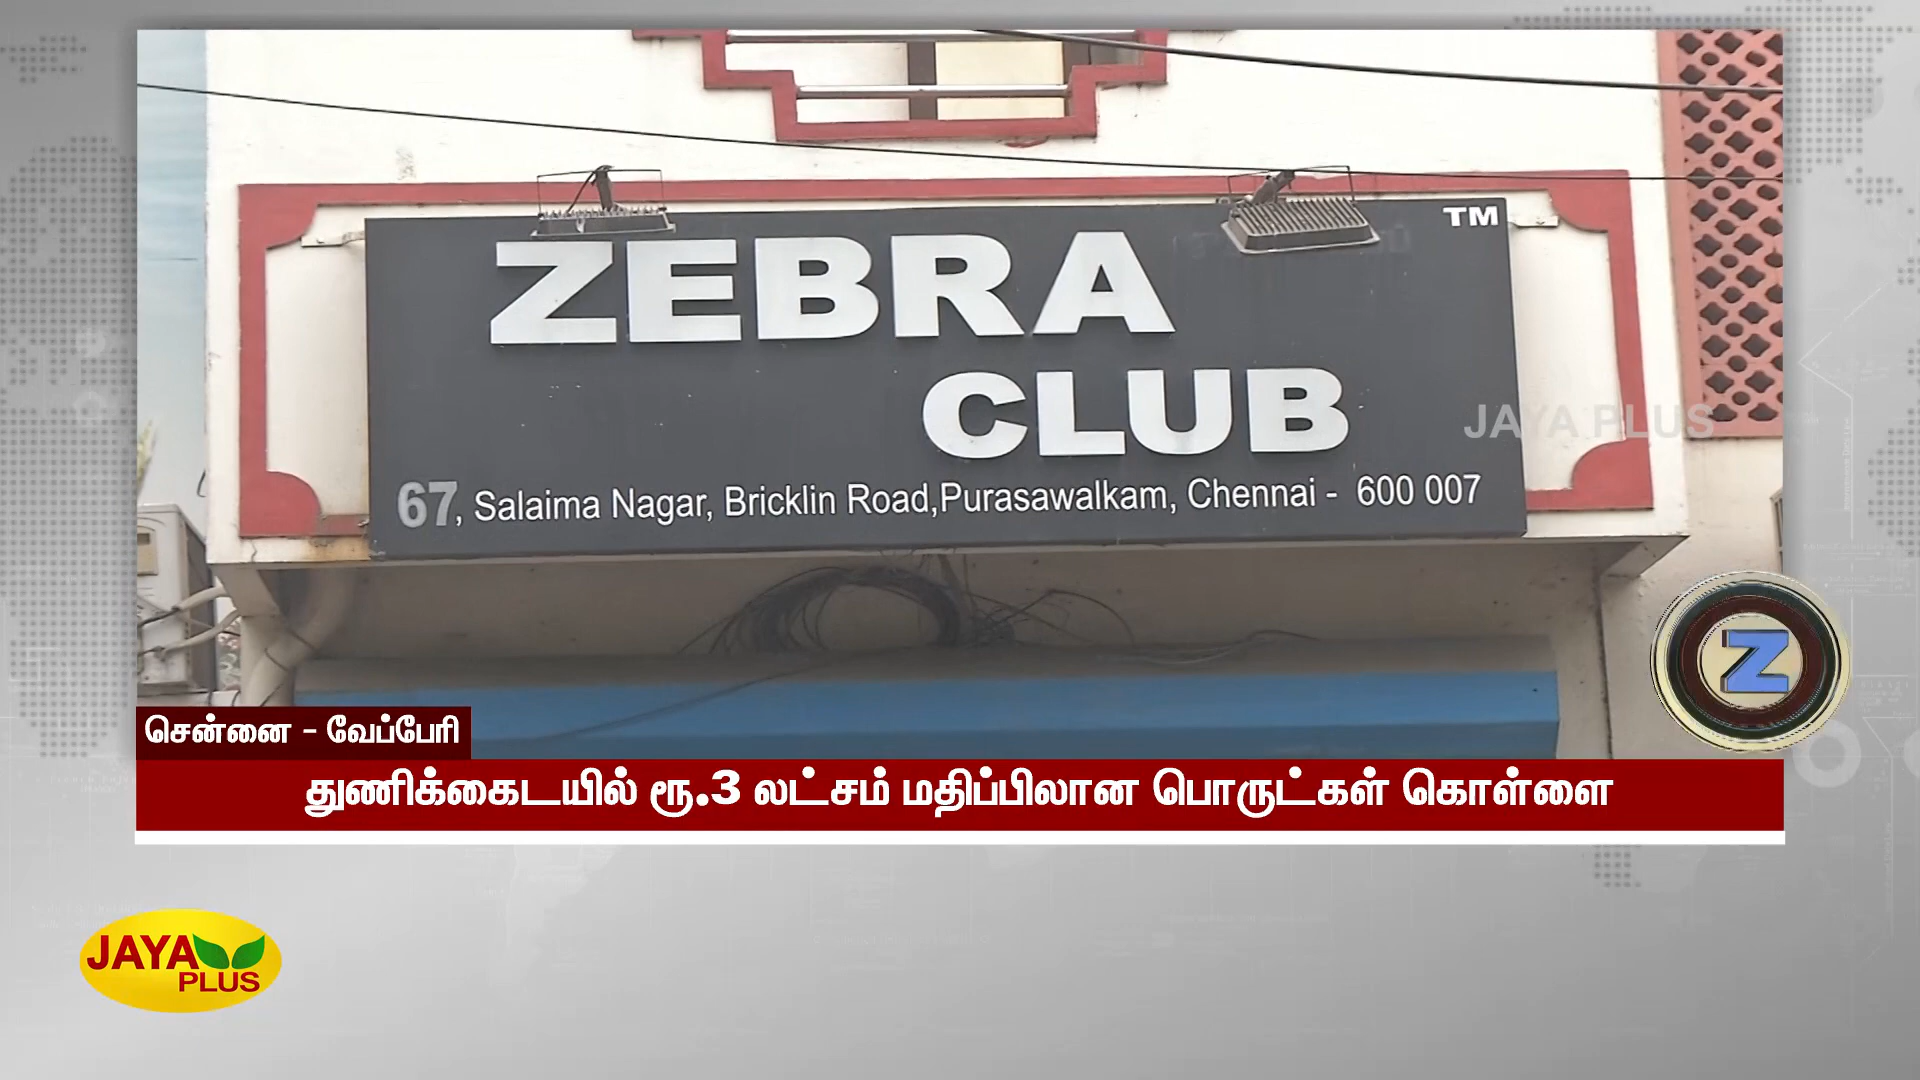 TM
ZEBRA
CLUB
67, Salaima Nagar, Bricklin Road,Purasawalkam, Chennai - 600 007
JAYA PLUS
Z
சென்னை - வேப்பேரி
துணிக்கடையில் ரூ.3 லட்சம் மதிப்பிலான பொருட்கள் கொள்ளை
JAYA
PLUS